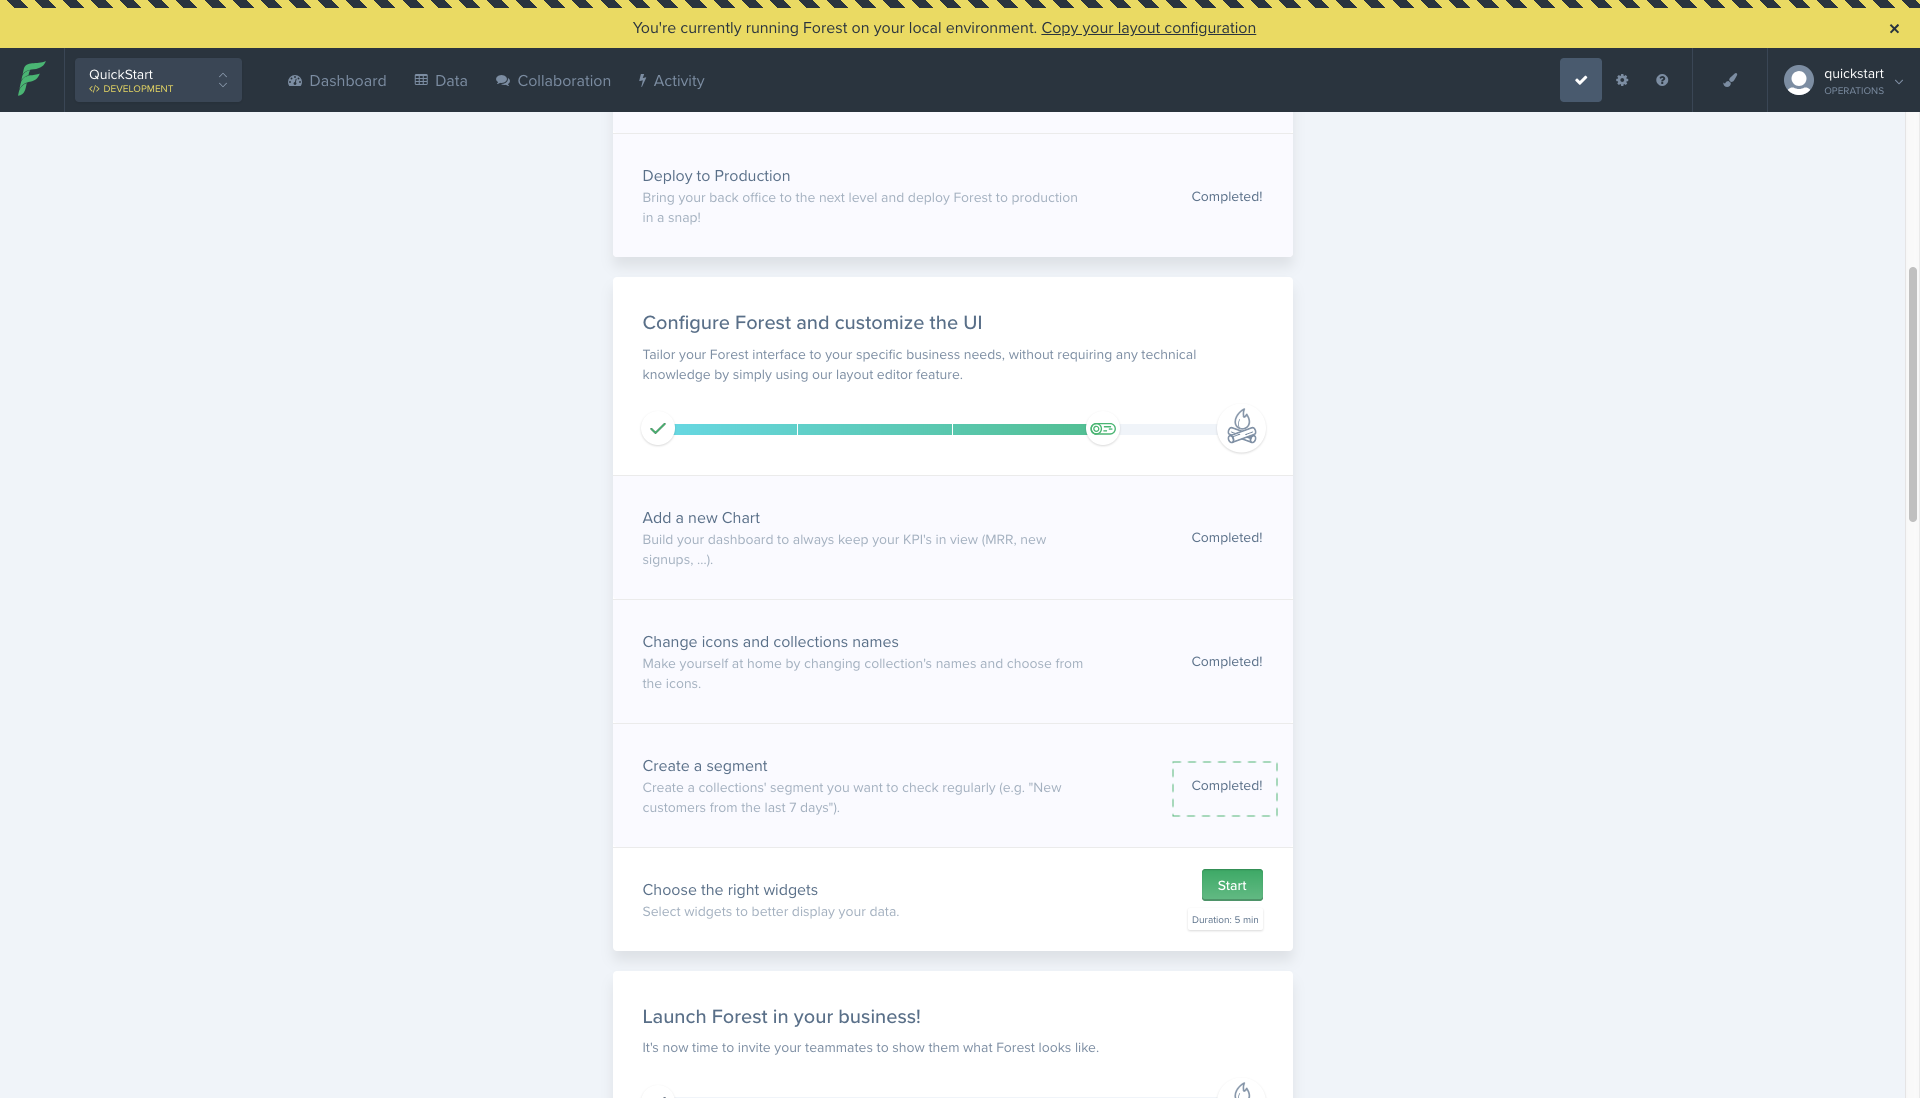 You're currently running Forest on your local environment. Copy your layout configuration
QuickStart
</> DEVELOPMENT
Dashboard
Data
Collaboration
Activity
quickstart
OPERATIONS
Deploy to Production
Bring your back office to the next level and deploy Forest to production
in a snap!
Completed!
Configure Forest and customize the UI
Tailor your Forest interface to your specific business needs, without requiring any technical
knowledge by simply using our layout editor feature.
Add a new Chart
Build your dashboard to always keep your KPI's in view (MRR, new
signups, ...).
Completed!
Change icons and collections names
Make yourself at home by changing collection's names and choose from
the icons.
Completed!
Create a segment
Create a collections' segment you want to check regularly (e.g. "New
customers from the last 7 days").
Completed!
Choose the right widgets
Select widgets to better display your data.
Start
Duration: 5 min
Launch Forest in your business!
It's now time to invite your teammates to show them what Forest looks like.